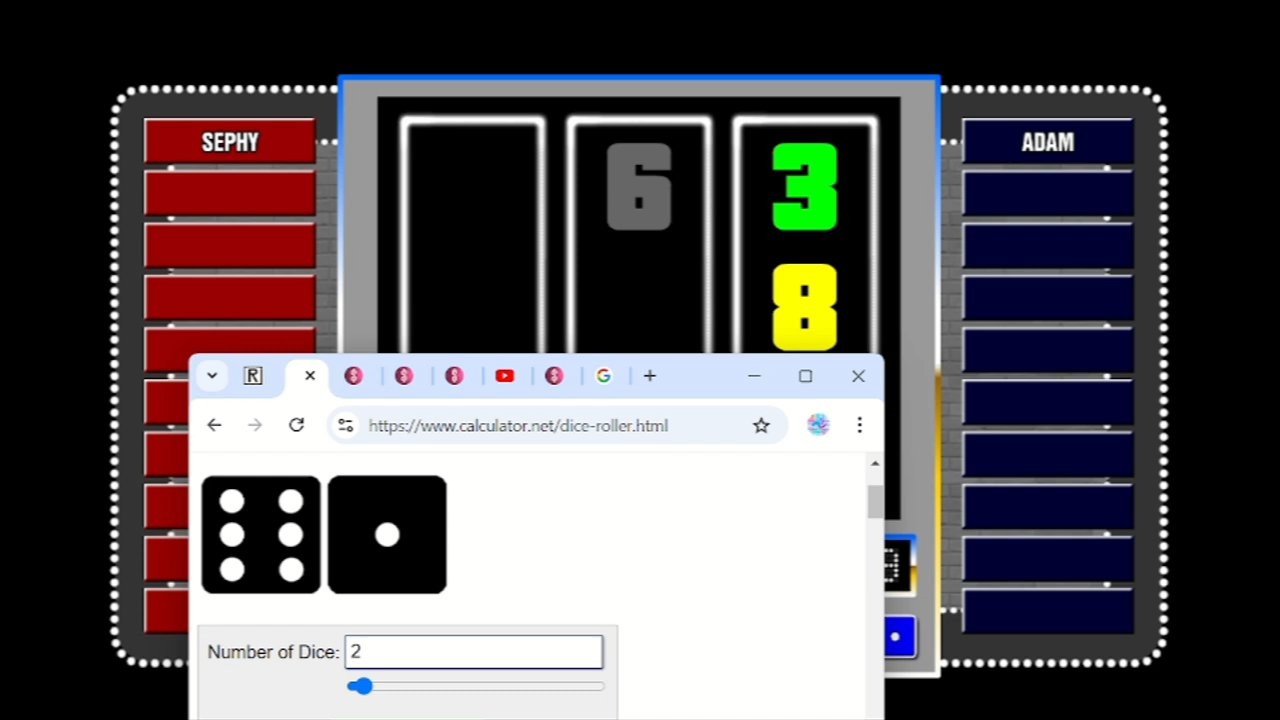 SEPHY
ADAM
6 3
8
https://www.calculator.net/dice-roller.html
Number of Dice: 2